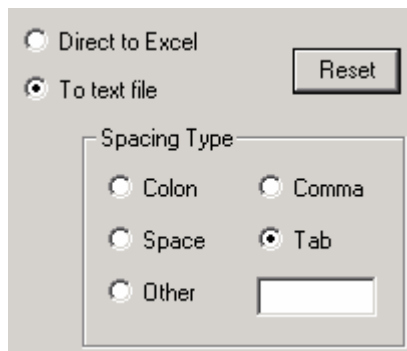 Direct to Excel
Reset
To text file
Spacing Type
Colon Comma
Space Tab
Other